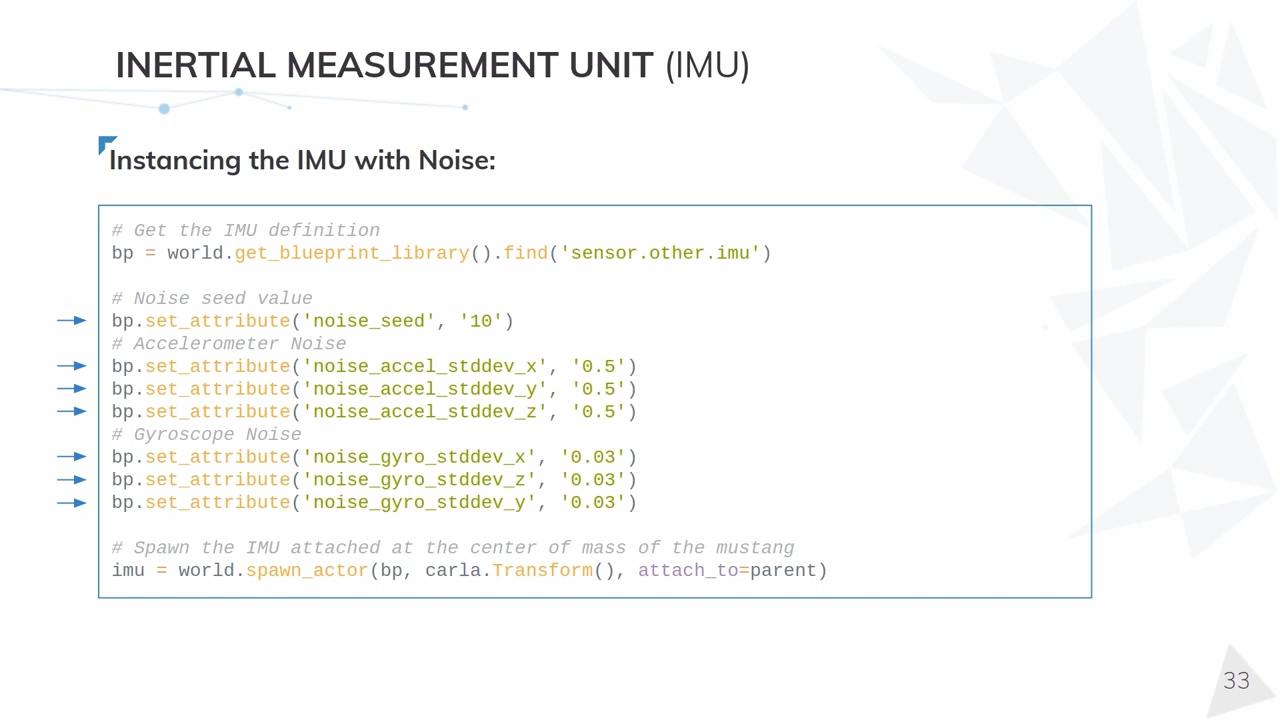 INERTIAL MEASUREMENT UNIT (IMU)
Instancing the IMU with Noise:
# Get the IMU definition
bp = world.get_blueprint_library().find('sensor.other.imu')
# Noise seed value
bp.set_attribute('noise_seed', '10')
# Accelerometer Noise
bp.set_attribute('noise_accel_stddev_x', '0.5')
bp.set_attribute('noise_accel_stddev_y', '0.5')
bp.set_attribute('noise_accel_stddev_z', '0.5')
# Gyroscope Noise
bp.set_attribute('noise_gyro_stddev_x', '0.03')
bp.set_attribute('noise_gyro_stddev_z', '0.03')
bp.set_attribute('noise_gyro_stddev_y', '0.03')
# Spawn the IMU attached at the center of mass of the mustang
imu = world.spawn_actor(bp, carla.Transform(), attach_to=parent)
33